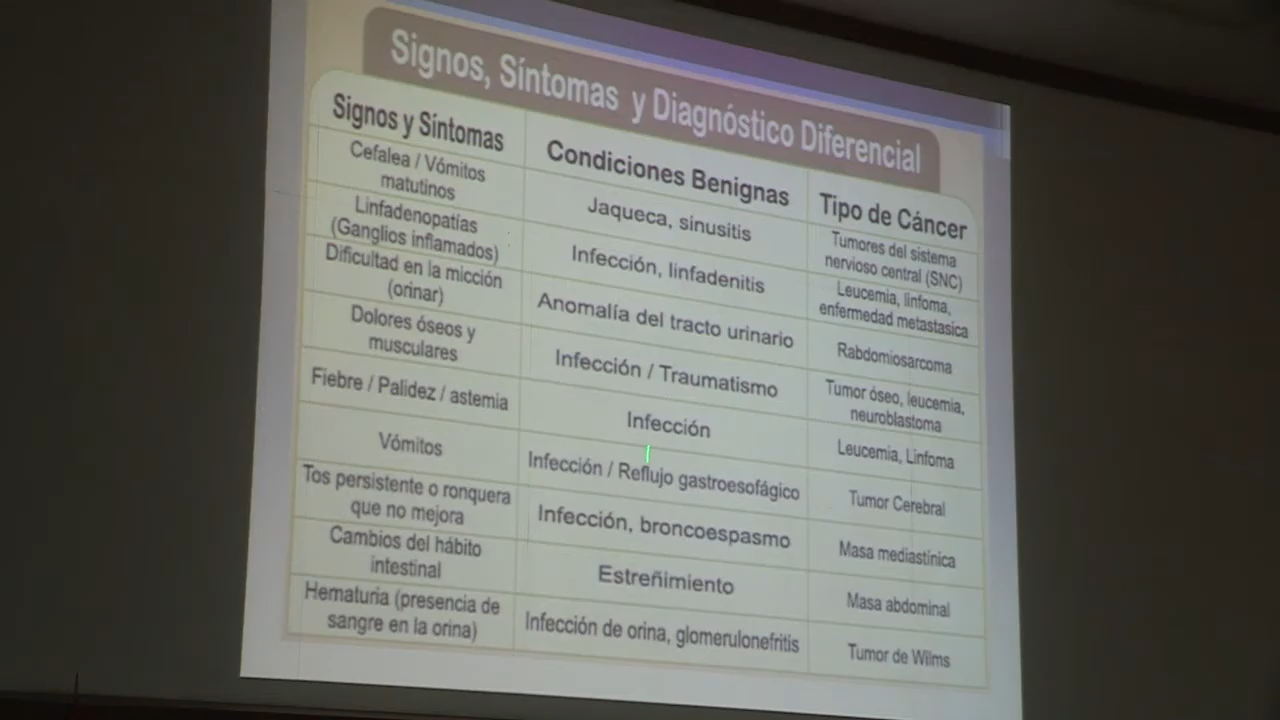 Signos, Síntomas y Diagnóstico Diferencial
Signos y Síntomas
Condiciones Benignas
Tipo de Cáncer
Cefalea / Vómitos
matutinos
Jaqueca, sinusitis
Tumores del sistema
nervioso central (SNC)
Linfadenopatías
(Ganglios inflamados)
Infección, linfadenitis
Leucemia, linfoma,
enfermedad metastasica
Dificultad en la micción
(orinar)
Anomalía del tracto urinario
Rabdomiosarcoma
Dolores óseos y
musculares
Infección / Traumatismo
Tumor óseo, leucemia,
neuroblastoma
Fiebre / Palidez / astemia
Infección
Leucemia, Linfoma
Vómitos
Infección / Reflujo gastroesofágico
Tumor Cerebral
Tos persistente o ronquera
que no mejora
Infección, broncoespasmo
Masa mediastínica
Cambios del hábito
intestinal
Estreñimiento
Masa abdominal
Hematuria (presencia de
sangre en la orina)
Infección de orina, glomerulonefritis
Tumor de Wilms